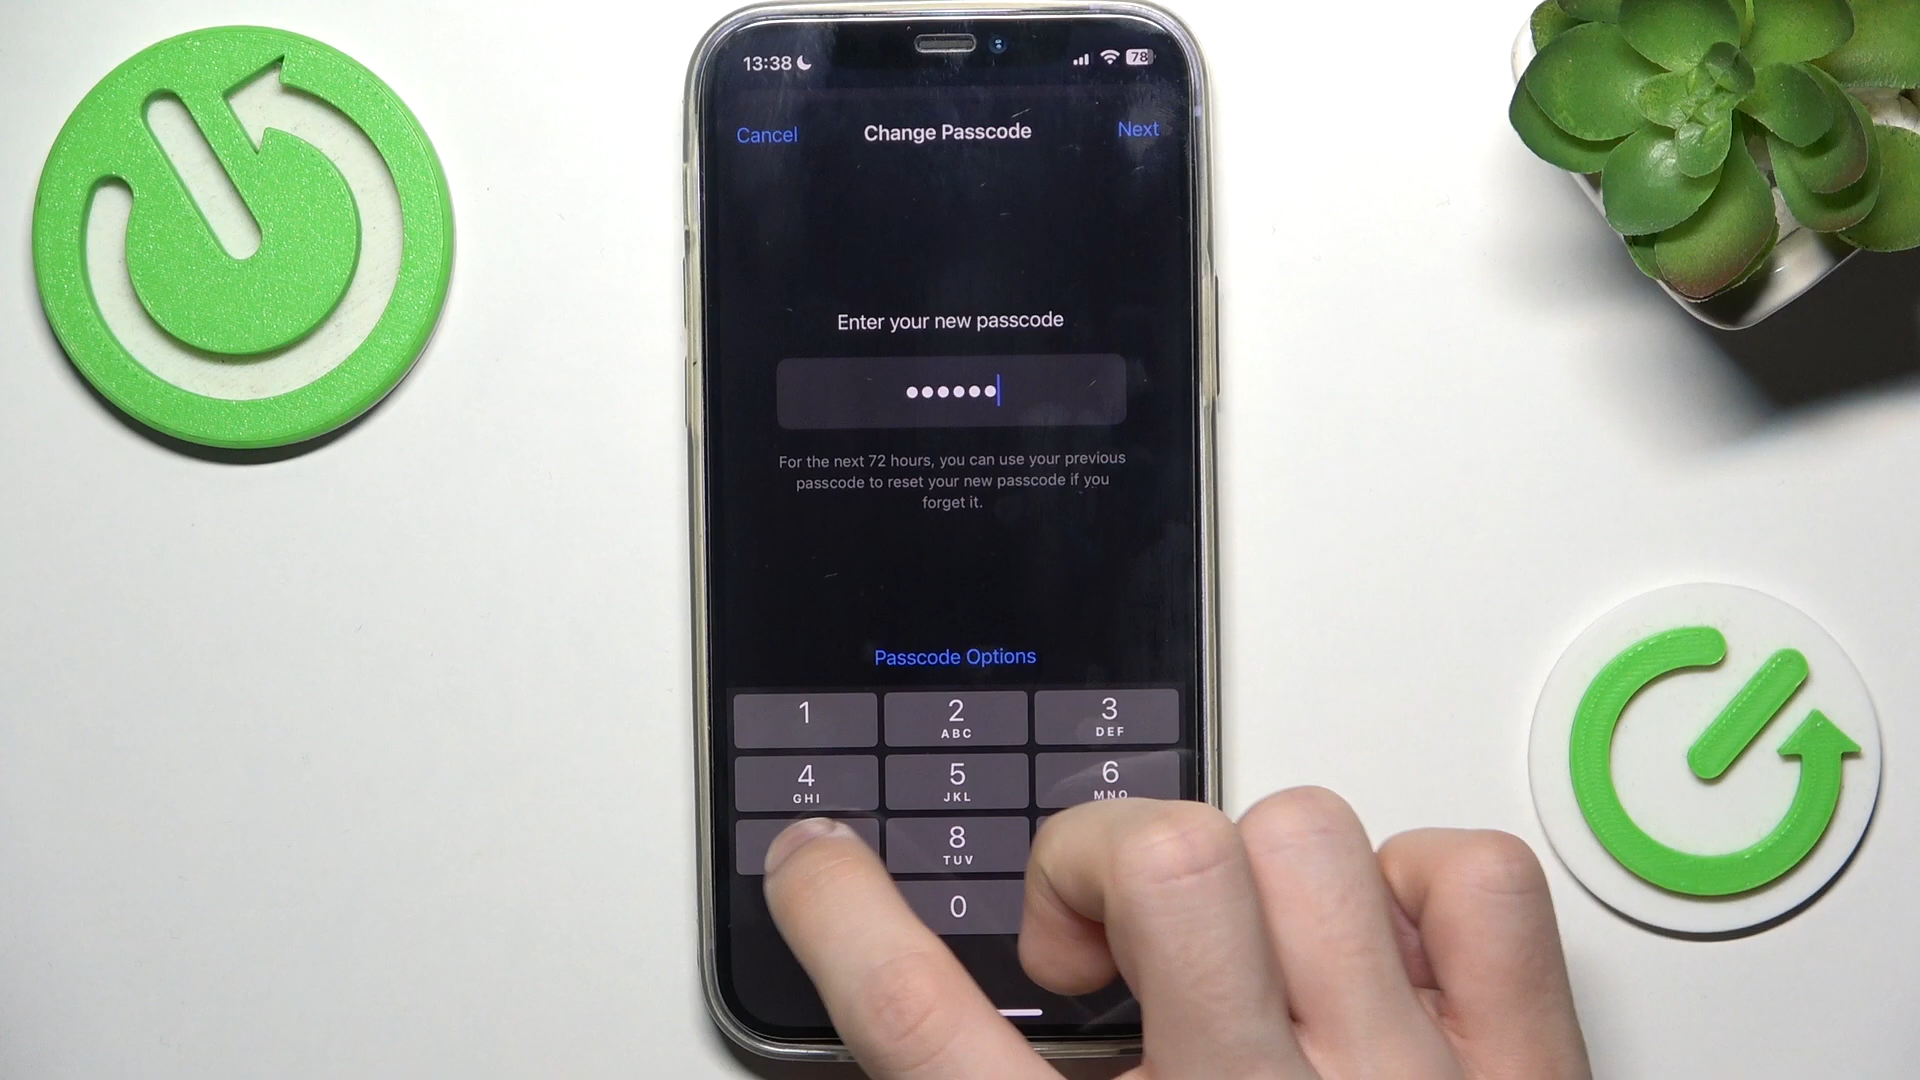 13:38
78
Cancel
Change Passcode
Next
Enter your new passcode
For the next 72 hours, you can use your previous
passcode to reset your new passcode if you
forget it.
Passcode Options
1
2
ABC
3
DEF
4
GHI
5
JKL
6
MNO
8
TUV
0